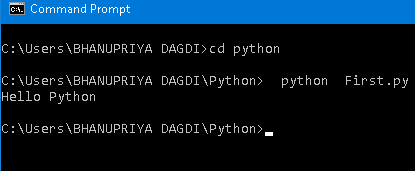 Command Prompt
C:\Users\BHANUPRIYA DAGDI>cd python
C:\Users\BHANUPRIYA DAGDI\Python>  python  First.py
Hello Python
C:\Users\BHANUPRIYA DAGDI\Python>